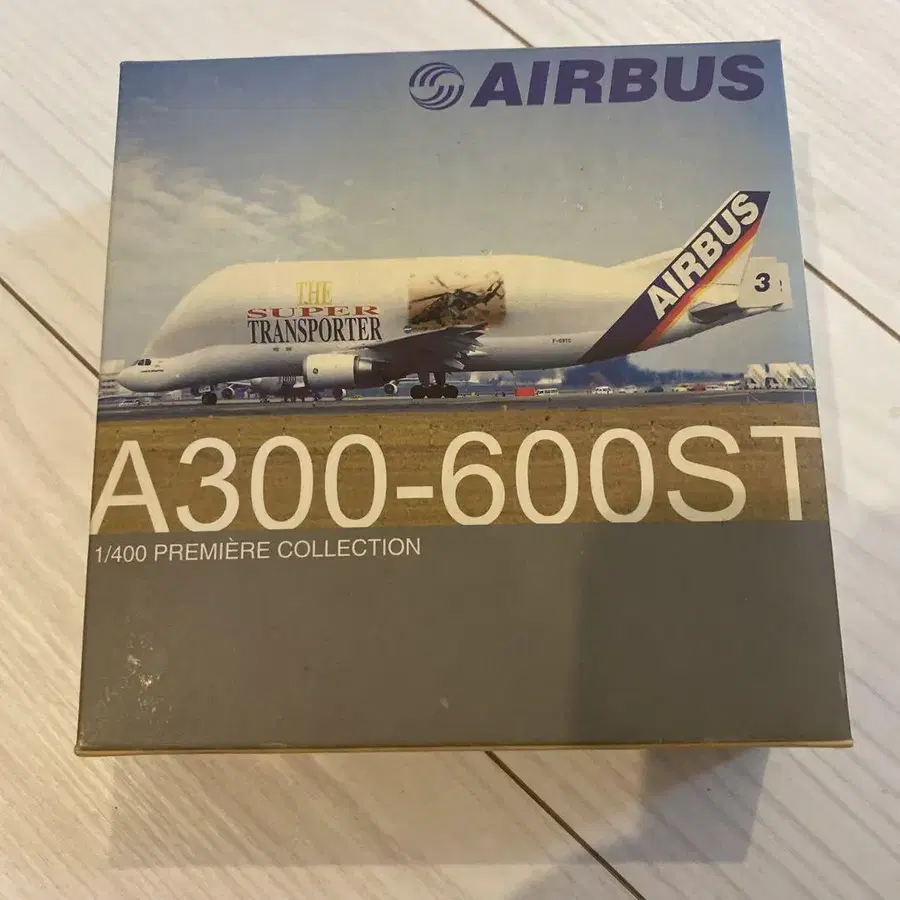 AIRBUS
THE
SUPER
TRANSPORTER
AIRBUS
3
A300-600ST
1/400 PREMIÈRE COLLECTION